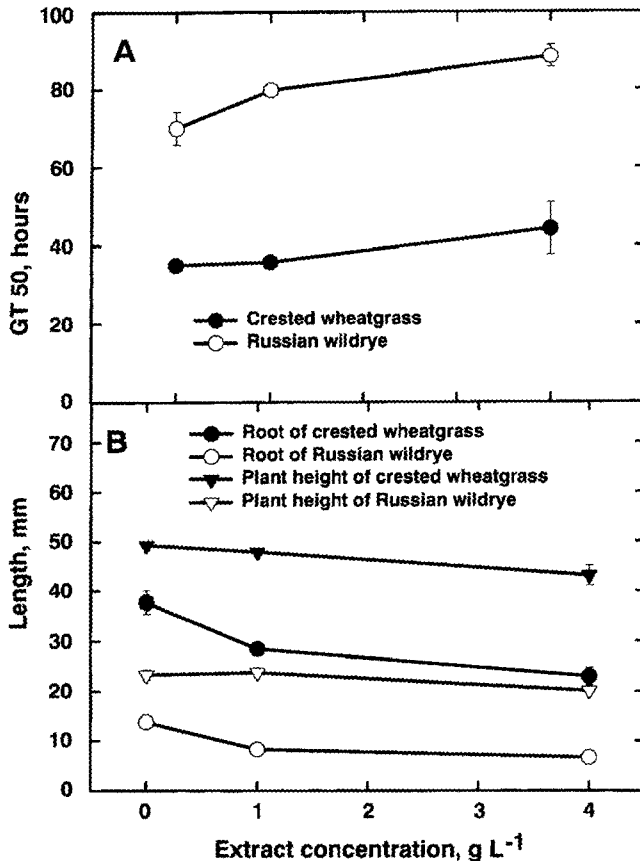 100
A
80
60
40
20
0
GT 50, hours
Crested wheatgrass
Russian wildrye
B
70
60
50
40
30
20
10
0
Length, mm
Root of crested wheatgrass
Root of Russian wildrye
Plant height of crested wheatgrass
Plant height of Russian wildrye
0 1 2 3 4
Extract concentration, g L-1